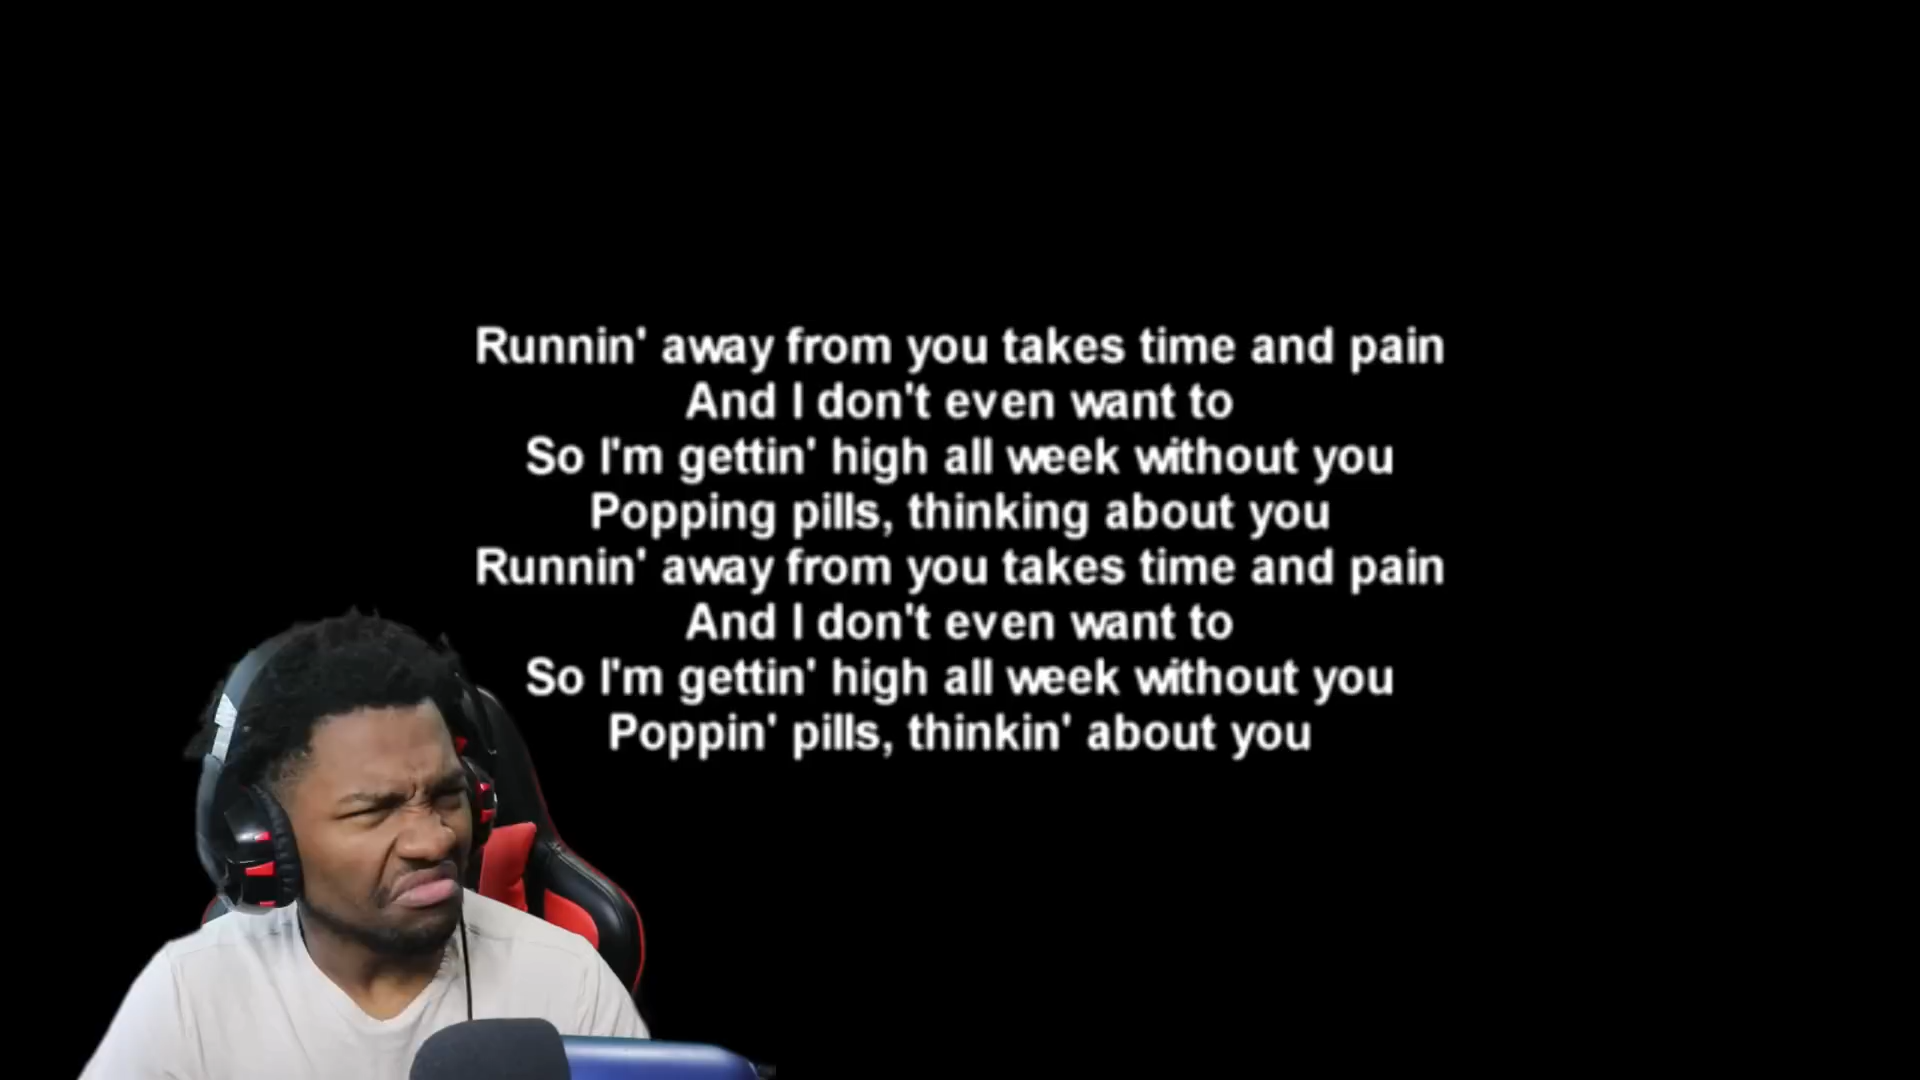 Runnin' away from you takes time and pain
And I don't even want to
So I'm gettin' high all week without you
Popping pills, thinking about you
Runnin' away from you takes time and pain
And I don't even want to
So I'm gettin' high all week without you
Poppin' pills, thinkin' about you